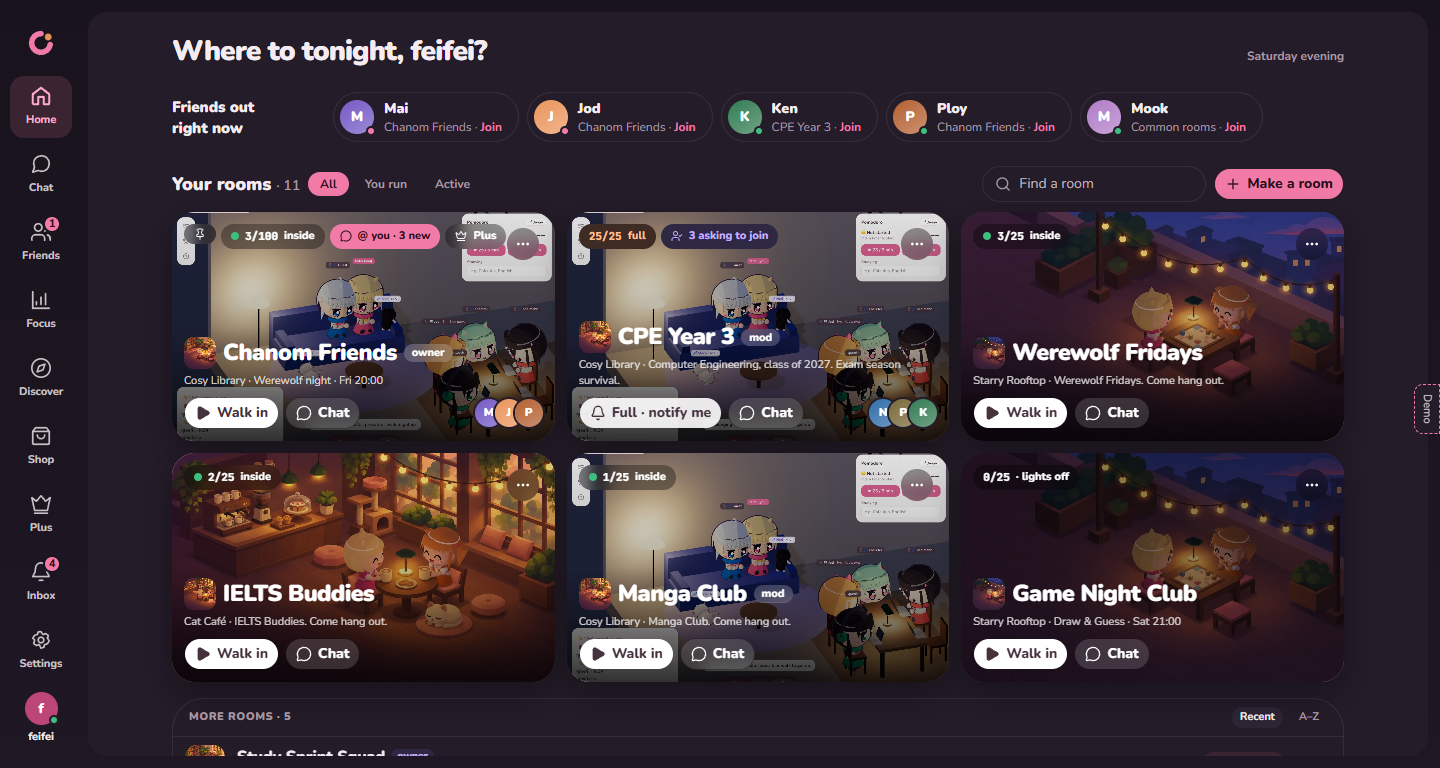 Where to tonight, feifei?
Saturday evening
Home
Chat
1
Friends
Focus
Discover
Shop
Plus
4
Inbox
Settings
f
feifei
Friends out
right now
M
Mai
Chanom Friends · Join
J
Jod
Chanom Friends · Join
K
Ken
CPE Year 3 · Join
P
Ploy
Chanom Friends · Join
M
Mook
Common rooms · Join
Your rooms · 11
All
You run
Active
Find a room
Make a room
3/100 inside
@ you · 3 new
Plus
Pomodoro
Chanom Friends owner
Cosy Library · Werewolf night · Fri 20:00
Walk in
Chat
M J P
25/25 full
3 asking to join
Pomodoro
CPE Year 3 mod
Cosy Library · Computer Engineering, class of 2027. Exam season
survival.
Full · notify me
Chat
N P K
3/25 inside
Werewolf Fridays
Starry Rooftop · Werewolf Fridays. Come hang out.
Walk in
Chat
2/25 inside
IELTS Buddies
Cat Café · IELTS Buddies. Come hang out.
Walk in
Chat
1/25 inside
Pomodoro
Manga Club mod
Cosy Library · Manga Club. Come hang out.
Walk in
Chat
0/25 · lights off
Game Night Club
Starry Rooftop · Draw & Guess · Sat 21:00
Walk in
Chat
Demo
MORE ROOMS · 5
Recent
A–Z
Study Sprint Squad owner